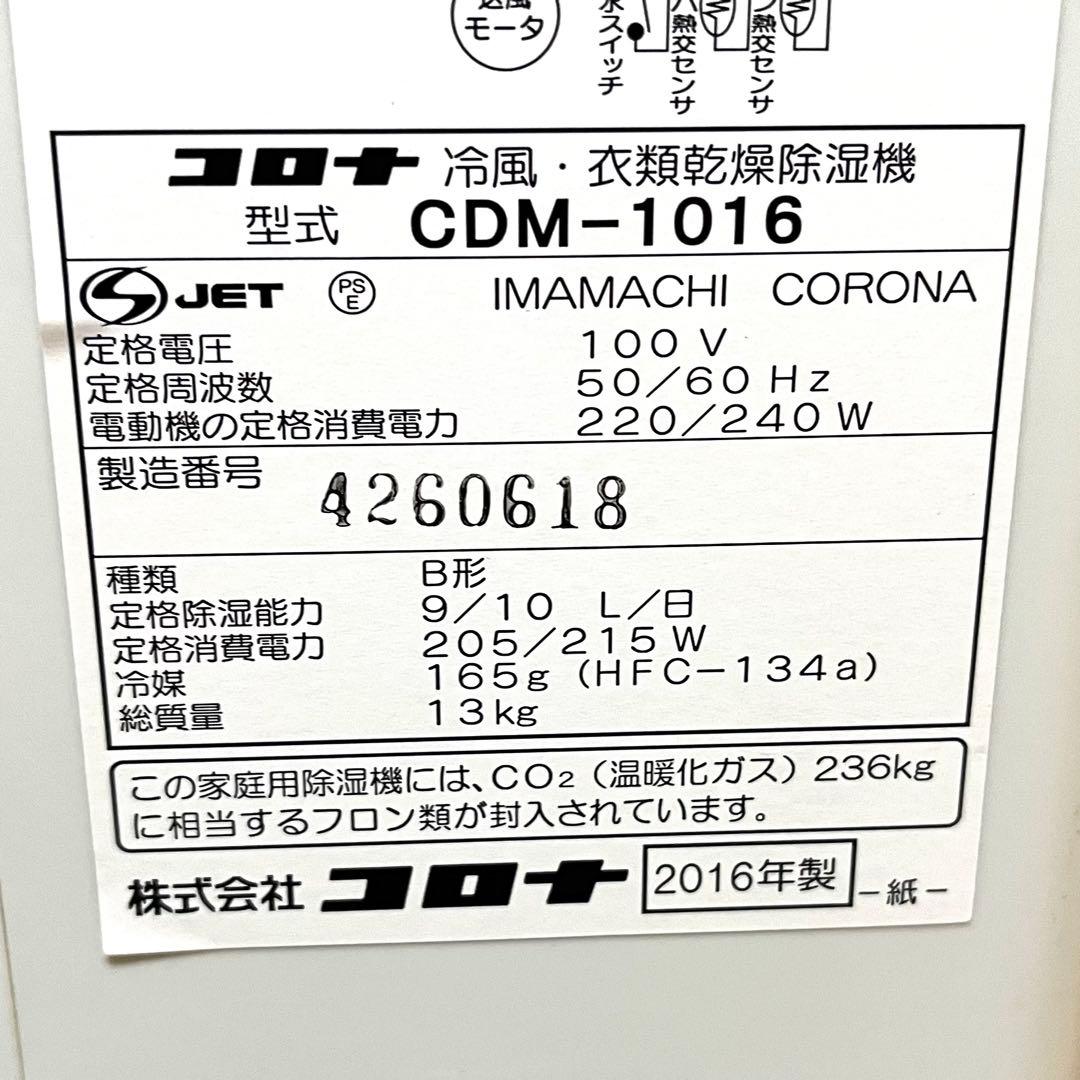 送風
モータ
水スイッチ
熱交センサ
熱交センサ
コロナ 冷風・衣類乾燥除湿機
型式 CDM-1016
S JET PSE IMAMACHI CORONA
定格電圧 100 V
定格周波数 50/60 Hz
電動機の定格消費電力 220/240 W
製造番号 4260618
種類 B形
定格除湿能力 9/10 L/日
定格消費電力 205/215W
冷媒 165g (HFC-134a)
総質量 13kg
この家庭用除湿機には、CO₂(温暖化ガス)236kg
に相当するフロン類が封入されています。
株式会社 コロナ 2016年製 -紙-